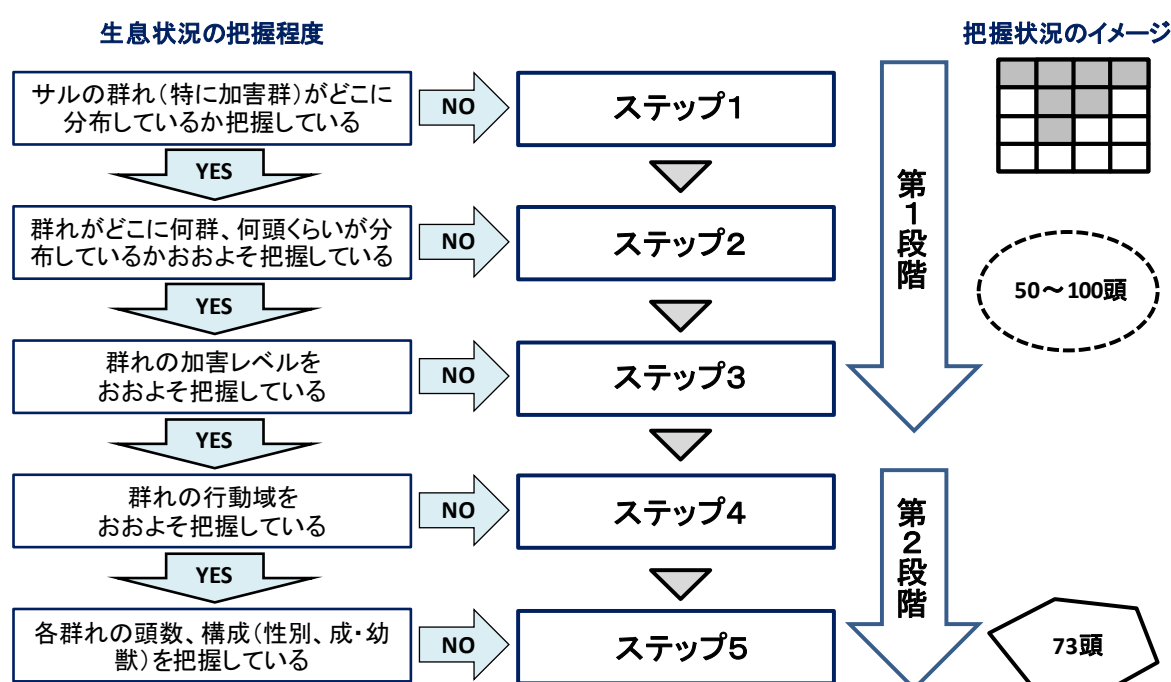 生息状況の把握程度
把握状況のイメージ
サルの群れ（特に加害群）がどこに
分布しているか把握している
NO
ステップ1
YES
群れがどこに何群、何頭くらいが分
布しているかおおよそ把握している
NO
ステップ2
YES
群れの加害レベルを
おおよそ把握している
NO
ステップ3
YES
群れの行動域を
おおよそ把握している
NO
ステップ4
YES
各群れの頭数、構成（性別、成・幼
獣）を把握している
NO
ステップ5
第1段階
第2段階
50～100頭
73頭